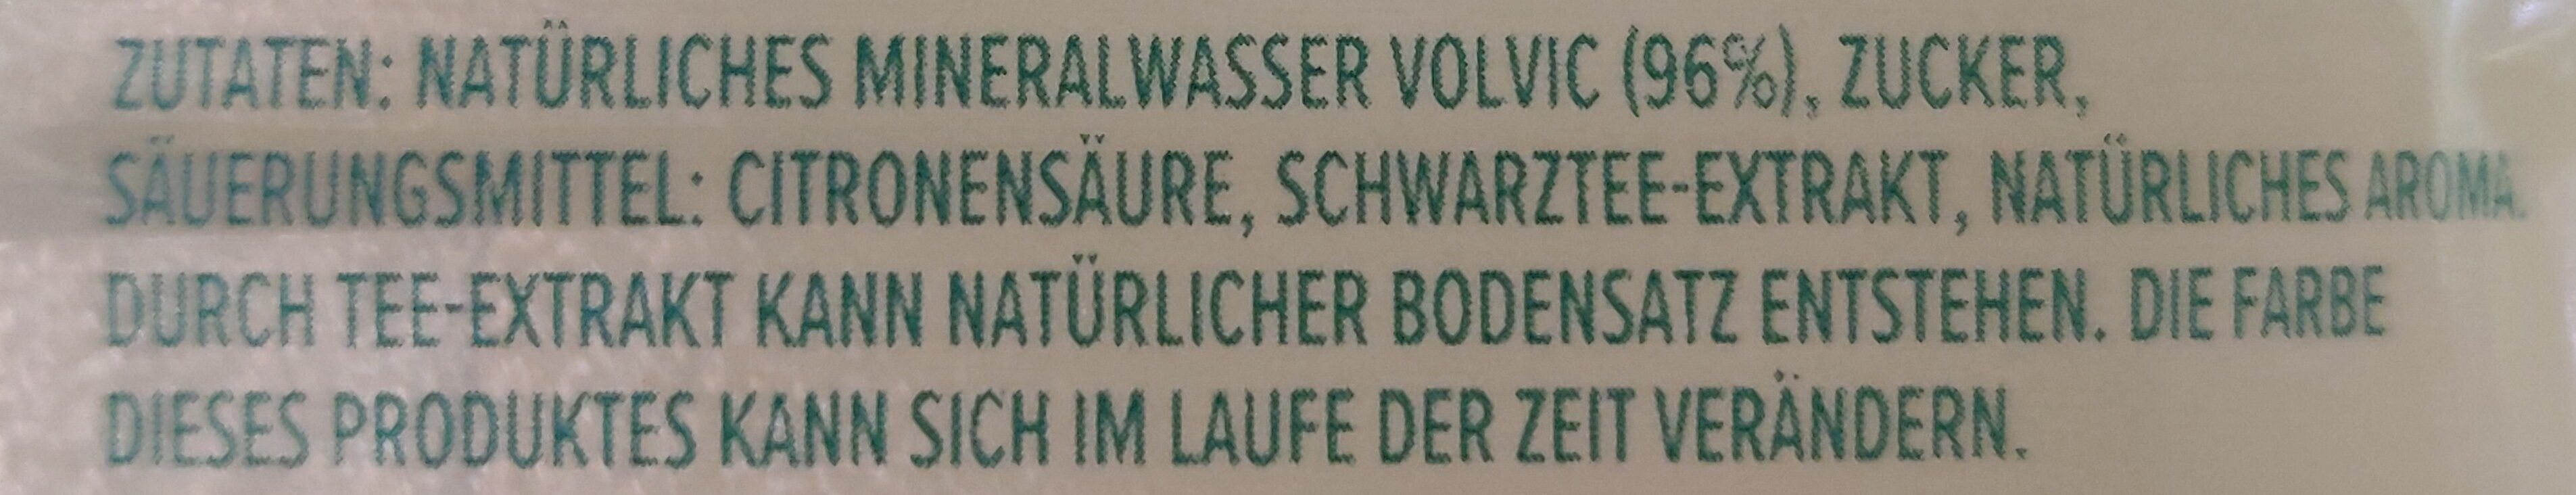 ZUTATEN: NATÜRLICHES MINERALWASSER VOLVIC (96%), ZUCKER,
SÄUERUNGSMITTEL: CITRONENSÄURE, SCHWARZTEE-EXTRAKT, NATÜRLICHES AROMA.
DURCH TEE-EXTRAKT KANN NATÜRLICHER BODENSATZ ENTSTEHEN. DIE FARBE
DIESES PRODUKTES KANN SICH IM LAUFE DER ZEIT VERÄNDERN.